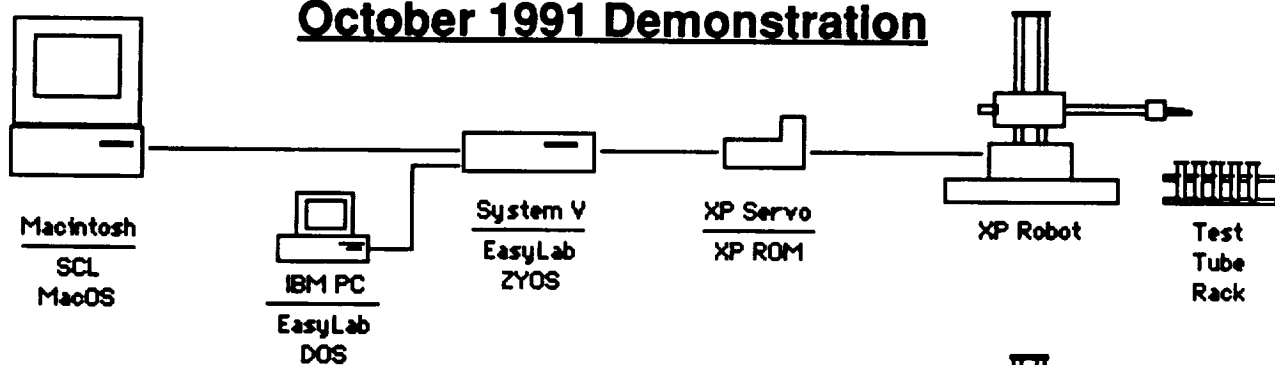 October 1991 Demonstration
Macintosh
SCL
MacOS
IBM PC
EasyLab
DOS
System V
EasyLab
ZYOS
XP Servo
XP ROM
XP Robot
Test
Tube
Rack